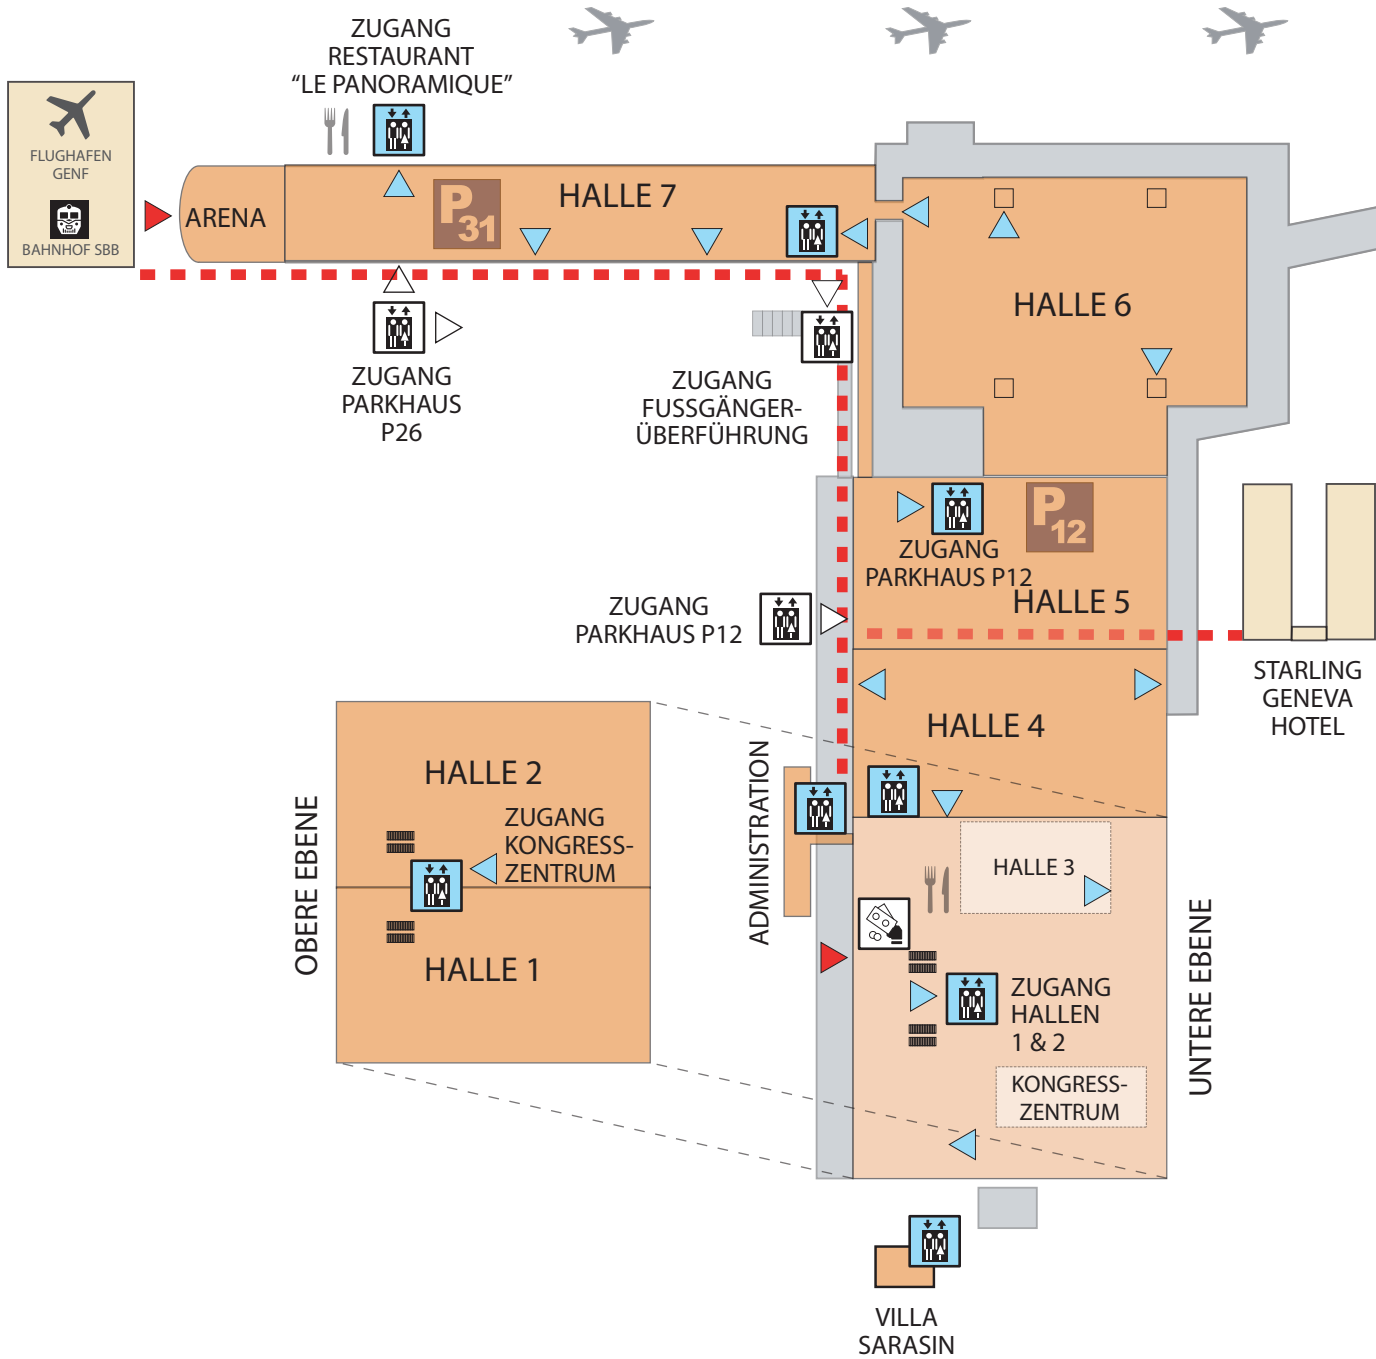 ZUGANG
RESTAURANT
“LE PANORAMIQUE”
FLUGHAFEN
GENF
BAHNHOF SBB
ARENA
P31
HALLE 7
HALLE 6
ZUGANG
PARKHAUS
P26
ZUGANG
FUSSGÄNGER-
ÜBERFÜHRUNG
P12
ZUGANG
PARKHAUS P12
HALLE 5
ZUGANG
PARKHAUS P12
STARLING
GENEVA
HOTEL
HALLE 4
OBERE EBENE
HALLE 2
ZUGANG
KONGRESS-
ZENTRUM
HALLE 1
ADMINISTRATION
HALLE 3
ZUGANG
HALLEN
1 & 2
KONGRESS-
ZENTRUM
UNTERE EBENE
VILLA
SARASIN